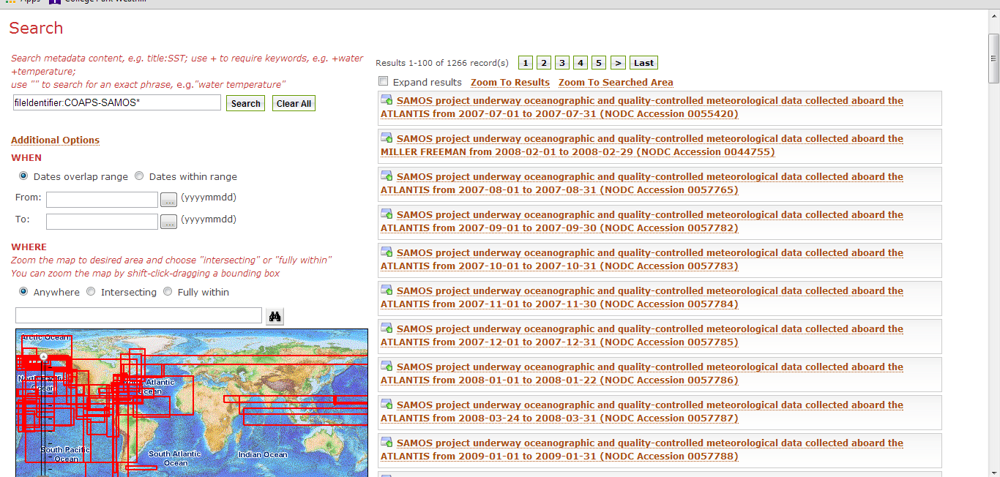 Apps College Park Weath
Search
Search metadata content, e.g. title:SST; use + to require keywords, e.g. +water
+temperature;
use "" to search for an exact phrase, e.g."water temperature"
fileIdentifier:COAPS-SAMOS*
Search Clear All
Additional Options
WHEN
Dates overlap range Dates within range
From: ... (yyyymmdd)
To: ... (yyyymmdd)
WHERE
Zoom the map to desired area and choose "intersecting" or "fully within"
You can zoom the map by shift-click-dragging a bounding box
Anywhere Intersecting Fully within
Arctic Ocean
North Pacific
Ocean
North Atlantic
Ocean
South Pacific
Ocean
South Atlantic
Ocean
Indian Ocean
Results 1-100 of 1266 record(s) 1 2 3 4 5 > Last
Expand results Zoom To Results Zoom To Searched Area
SAMOS project underway oceanographic and quality-controlled meteorological data collected aboard the
ATLANTIS from 2007-07-01 to 2007-07-31 (NODC Accession 0055420)
SAMOS project underway oceanographic and quality-controlled meteorological data collected aboard the
MILLER FREEMAN from 2008-02-01 to 2008-02-29 (NODC Accession 0044755)
SAMOS project underway oceanographic and quality-controlled meteorological data collected aboard the
ATLANTIS from 2007-08-01 to 2007-08-31 (NODC Accession 0057765)
SAMOS project underway oceanographic and quality-controlled meteorological data collected aboard the
ATLANTIS from 2007-09-01 to 2007-09-30 (NODC Accession 0057782)
SAMOS project underway oceanographic and quality-controlled meteorological data collected aboard the
ATLANTIS from 2007-10-01 to 2007-10-31 (NODC Accession 0057783)
SAMOS project underway oceanographic and quality-controlled meteorological data collected aboard the
ATLANTIS from 2007-11-01 to 2007-11-30 (NODC Accession 0057784)
SAMOS project underway oceanographic and quality-controlled meteorological data collected aboard the
ATLANTIS from 2007-12-01 to 2007-12-31 (NODC Accession 0057785)
SAMOS project underway oceanographic and quality-controlled meteorological data collected aboard the
ATLANTIS from 2008-01-01 to 2008-01-22 (NODC Accession 0057786)
SAMOS project underway oceanographic and quality-controlled meteorological data collected aboard the
ATLANTIS from 2008-03-24 to 2008-03-31 (NODC Accession 0057787)
SAMOS project underway oceanographic and quality-controlled meteorological data collected aboard the
ATLANTIS from 2009-01-01 to 2009-01-31 (NODC Accession 0057788)